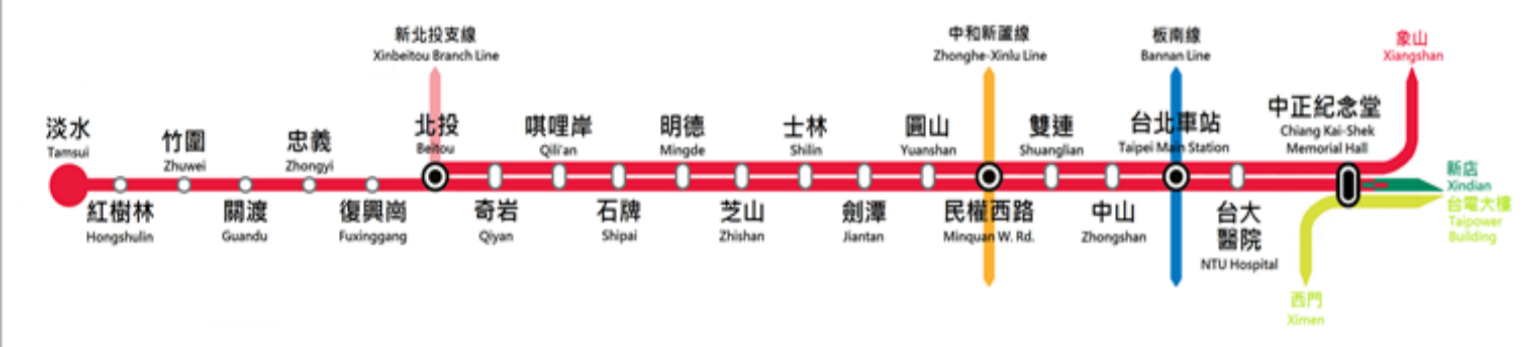 新北投支線
Xinbeitou Branch Line
中和新蘆線
Zhonghe-Xinlu Line
板南線
Bannan Line
象山
Xiangshan
淡水
Tamsui
竹圍
Zhuwei
忠義
Zhongyi
北投
Beitou
唭哩岸
Qili'an
明德
Mingde
士林
Shilin
圓山
Yuanshan
雙連
Shuanglian
台北車站
Taipei Main Station
中正紀念堂
Chiang Kai-Shek
Memorial Hall
紅樹林
Hongshulin
關渡
Guandu
復興崗
Fuxinggang
奇岩
Qiyan
石牌
Shipai
芝山
Zhishan
劍潭
Jiantan
民權西路
Minquan W. Rd.
中山
Zhongshan
台大
醫院
NTU Hospital
新店
Xindian
台電大樓
Taipower
Building
西門
Ximen